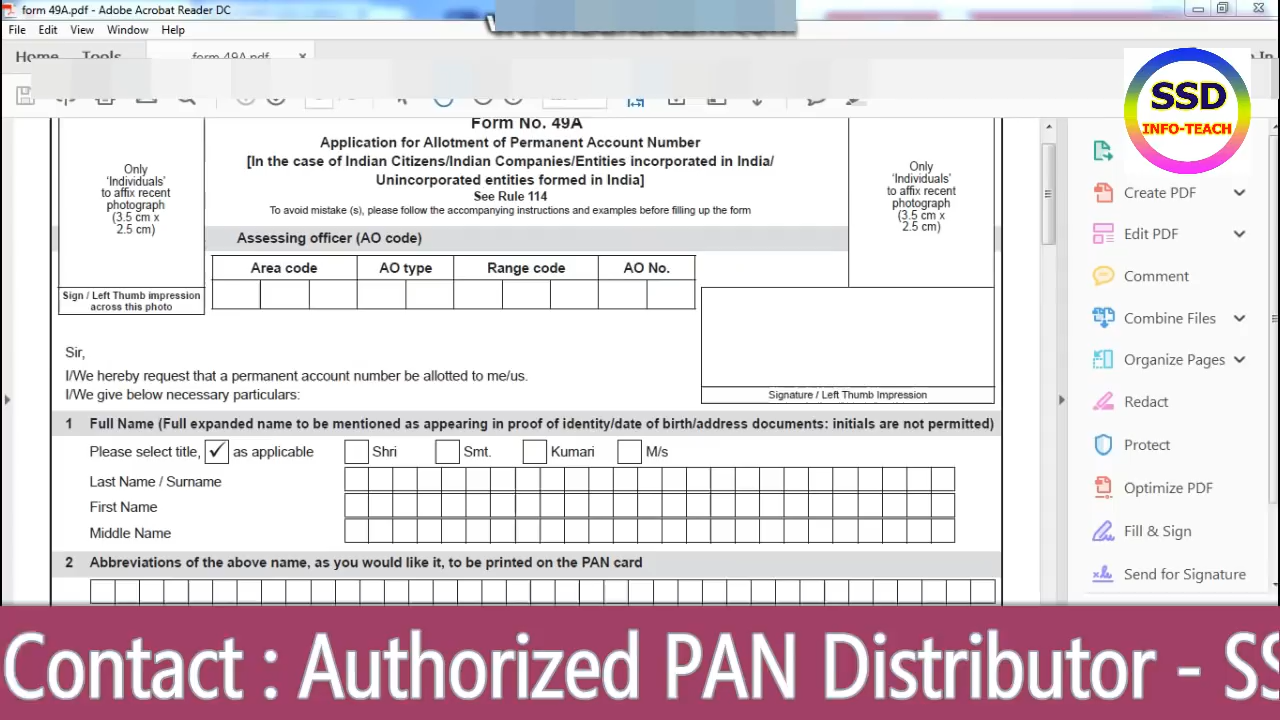 form 49A.pdf - Adobe Acrobat Reader DC
File Edit View Window Help
Home Tools form 49A.pdf ×
In
SSD
INFO-TEACH
Form No. 49A
Application for Allotment of Permanent Account Number
[In the case of Indian Citizens/Indian Companies/Entities incorporated in India/
Unincorporated entities formed in India]
See Rule 114
To avoid mistake (s), please follow the accompanying instructions and examples before filling up the form
Only
‘Individuals’
to affix recent
photograph
(3.5 cm x
2.5 cm)
Only
‘Individuals’
to affix recent
photograph
(3.5 cm x
2.5 cm)
Assessing officer (AO code)
Area code AO type Range code AO No.
Sign / Left Thumb impression
across this photo
Sir,
I/We hereby request that a permanent account number be allotted to me/us.
I/We give below necessary particulars:
Signature / Left Thumb Impression
1 Full Name (Full expanded name to be mentioned as appearing in proof of identity/date of birth/address documents: initials are not permitted)
Please select title, ✓ as applicable Shri Smt. Kumari M/s
Last Name / Surname
First Name
Middle Name
2 Abbreviations of the above name, as you would like it, to be printed on the PAN card
Create PDF
Edit PDF
Comment
Combine Files
Organize Pages
Redact
Protect
Optimize PDF
Fill & Sign
Send for Signature
Contact : Authorized PAN Distributor - SS